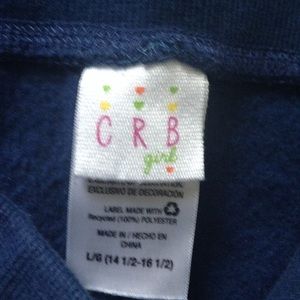 C R B
girl
EXCLUSIVO DE DECORACIÓN
LABEL MADE WITH
Recycled (100%) POLYESTER
MADE IN / HECHO EN
CHINA
L/G (14 1/2-16 1/2)